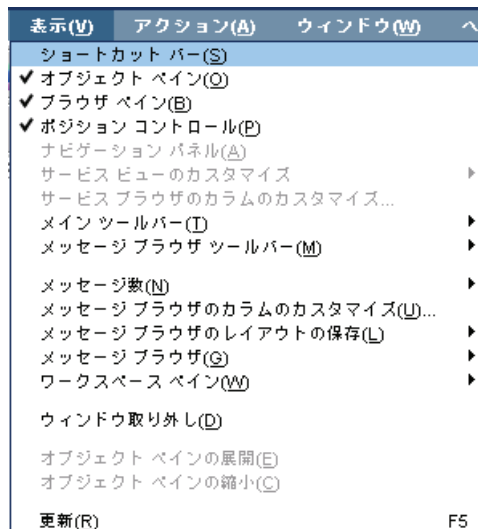 表示(V) アクション(A) ウィンドウ(W) ヘ
ショートカット バー(S)
オブジェクト ペイン(O)
ブラウザ ペイン(B)
ポジション コントロール(P)
ナビゲーション パネル(A)
サービス ビューのカスタマイズ
サービス ブラウザのカラムのカスタマイズ...
メイン ツールバー(T)
メッセージ ブラウザ ツールバー(M)
メッセージ数(N)
メッセージ ブラウザのカラムのカスタマイズ(U)...
メッセージ ブラウザのレイアウトの保存(L)
メッセージ ブラウザ(G)
ワークスペース ペイン(W)
ウィンドウ取り外し(D)
オブジェクト ペインの展開(E)
オブジェクト ペインの縮小(C)
更新(R) F5